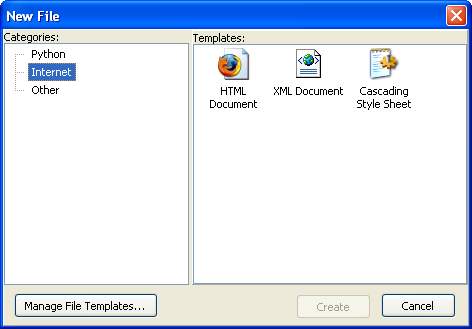 New File
Categories:
Python
Internet
Other
Templates:
HTML
Document
XML Document
Cascading
Style Sheet
Manage File Templates...
Create
Cancel